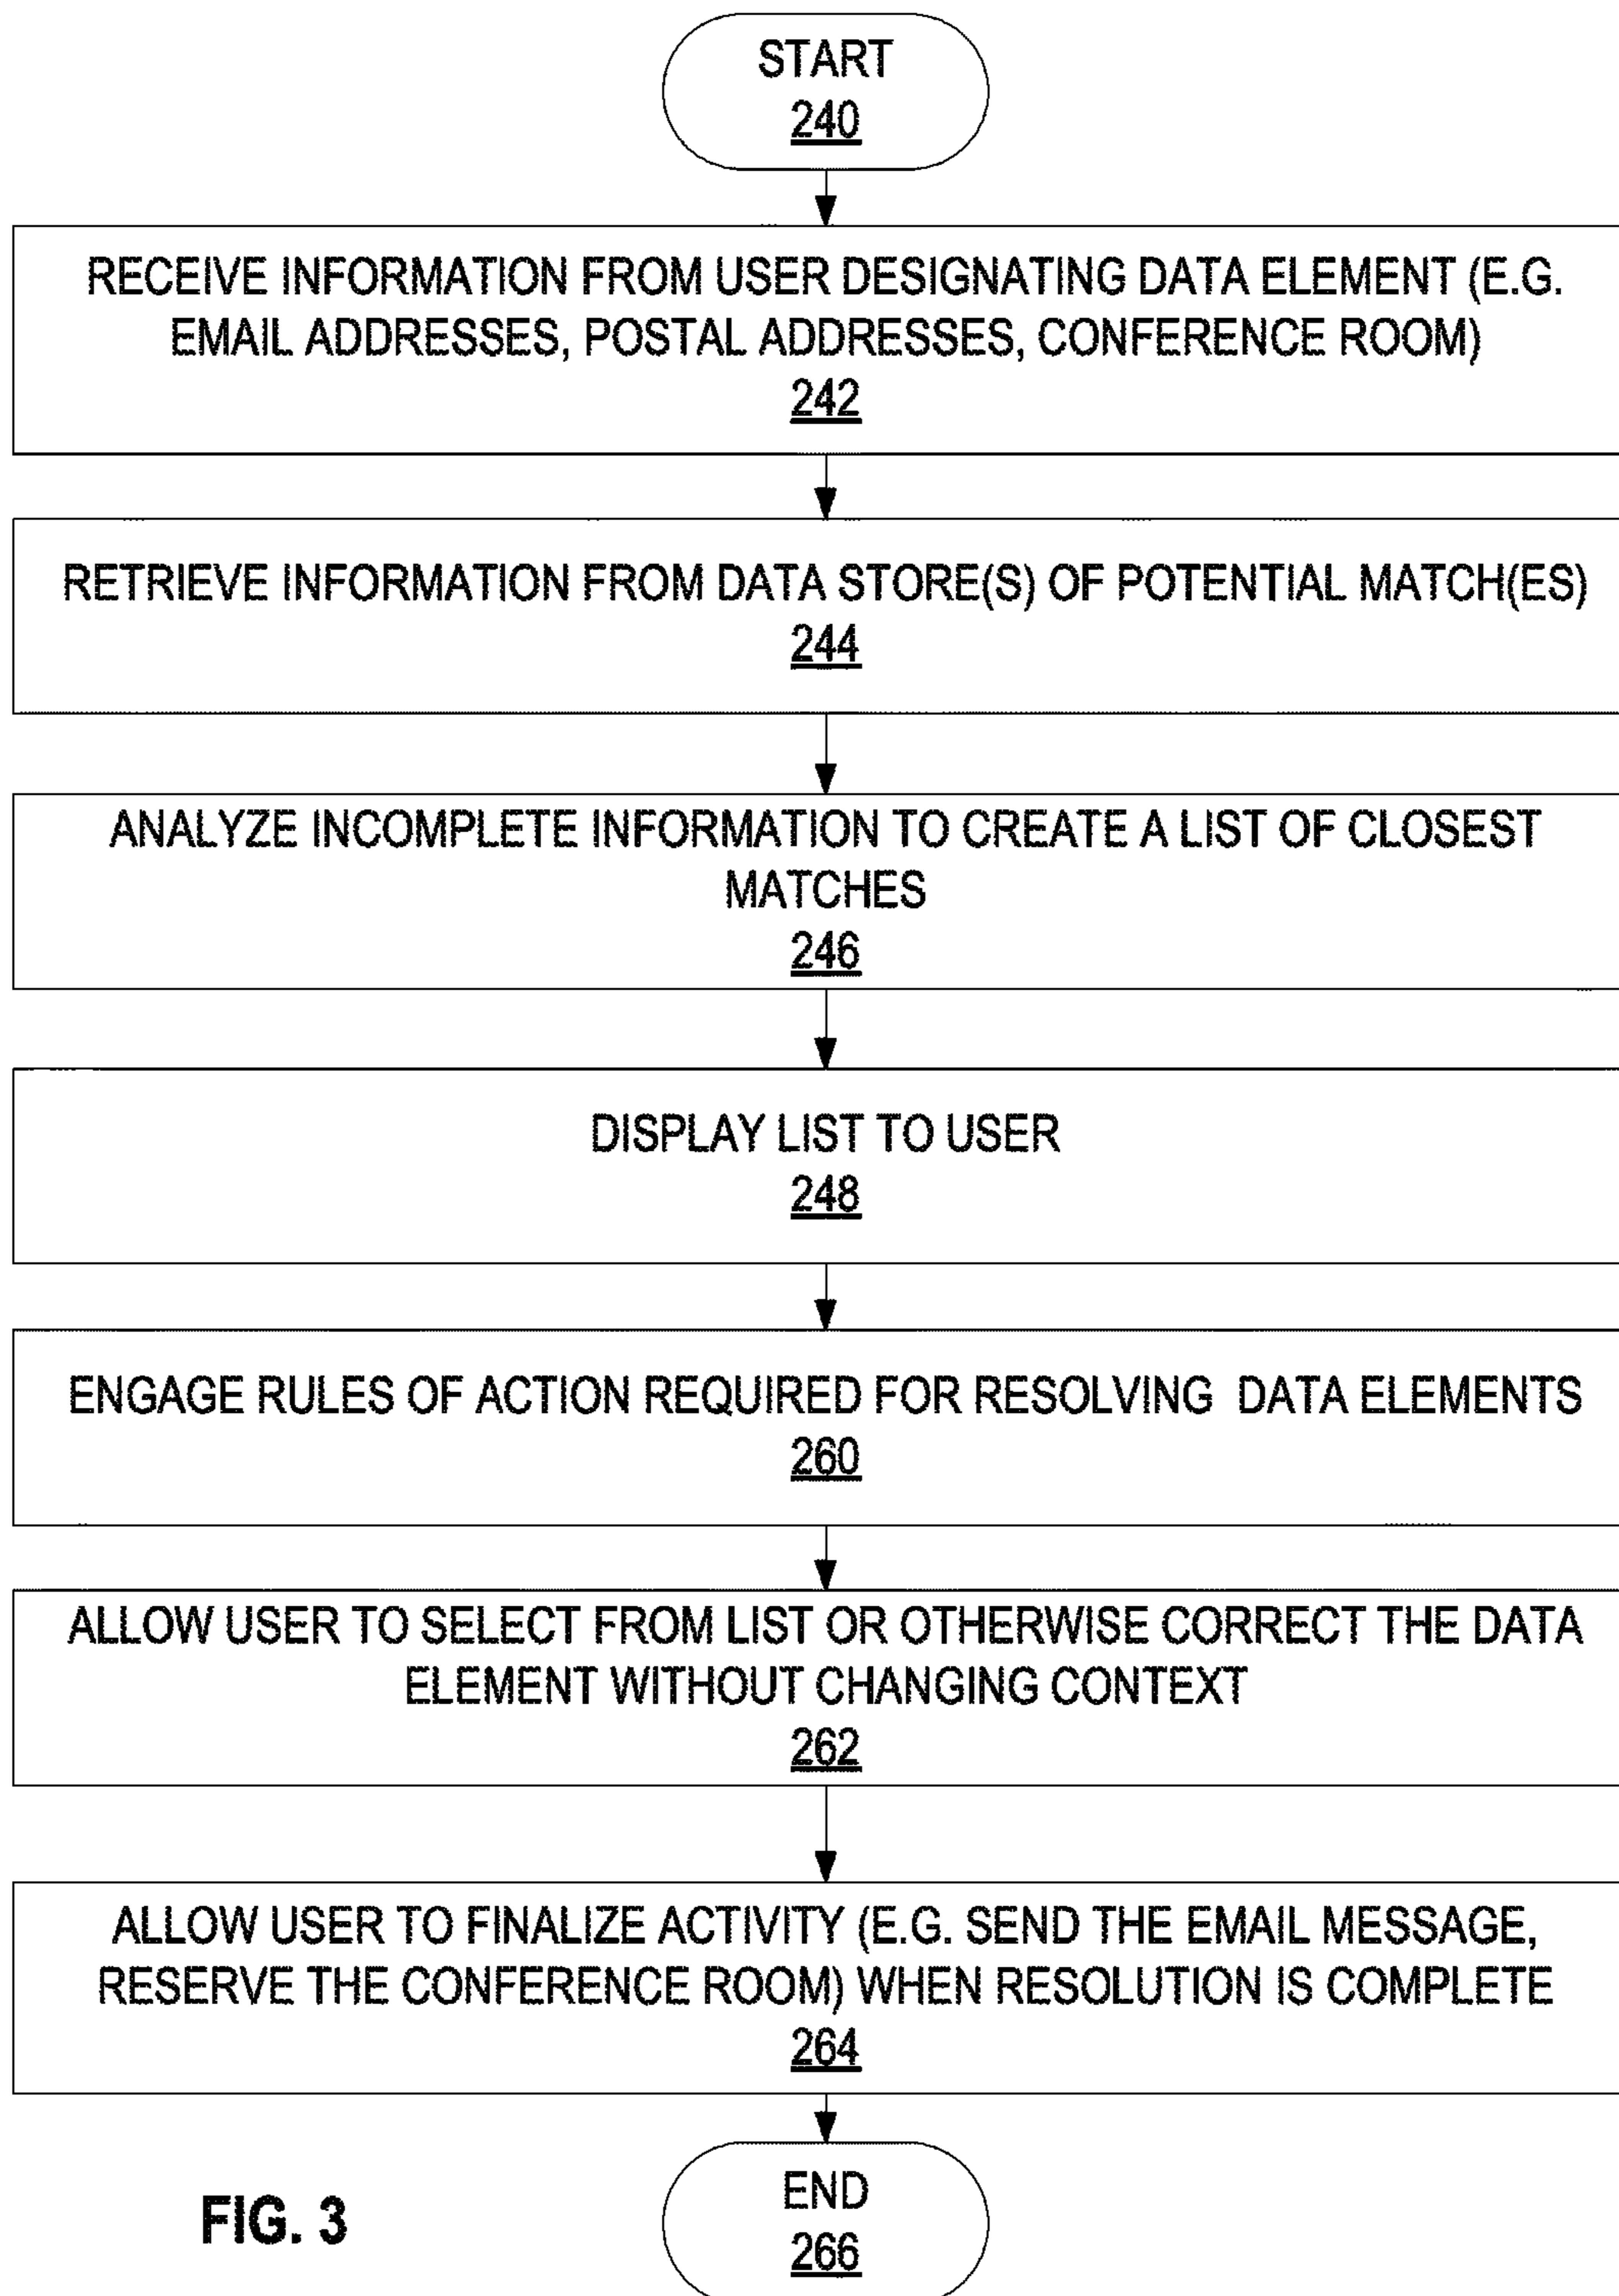 START
240
RECEIVE INFORMATION FROM USER DESIGNATING DATA ELEMENT (E.G.
EMAIL ADDRESSES, POSTAL ADDRESSES, CONFERENCE ROOM)
242
RETRIEVE INFORMATION FROM DATA STORE(S) OF POTENTIAL MATCH(ES)
244
ANALYZE INCOMPLETE INFORMATION TO CREATE A LIST OF CLOSEST
MATCHES
246
DISPLAY LIST TO USER
248
ENGAGE RULES OF ACTION REQUIRED FOR RESOLVING DATA ELEMENTS
260
ALLOW USER TO SELECT FROM LIST OR OTHERWISE CORRECT THE DATA
ELEMENT WITHOUT CHANGING CONTEXT
262
ALLOW USER TO FINALIZE ACTIVITY (E.G. SEND THE EMAIL MESSAGE,
RESERVE THE CONFERENCE ROOM) WHEN RESOLUTION IS COMPLETE
264
END
266
FIG. 3